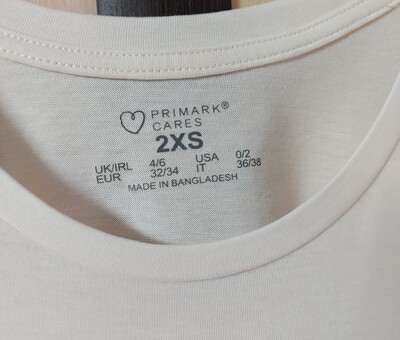 PRIMARK®
CARES
2XS
UK/IRL 4/6 USA 0/2
EUR 32/34 IT 36/38
MADE IN BANGLADESH